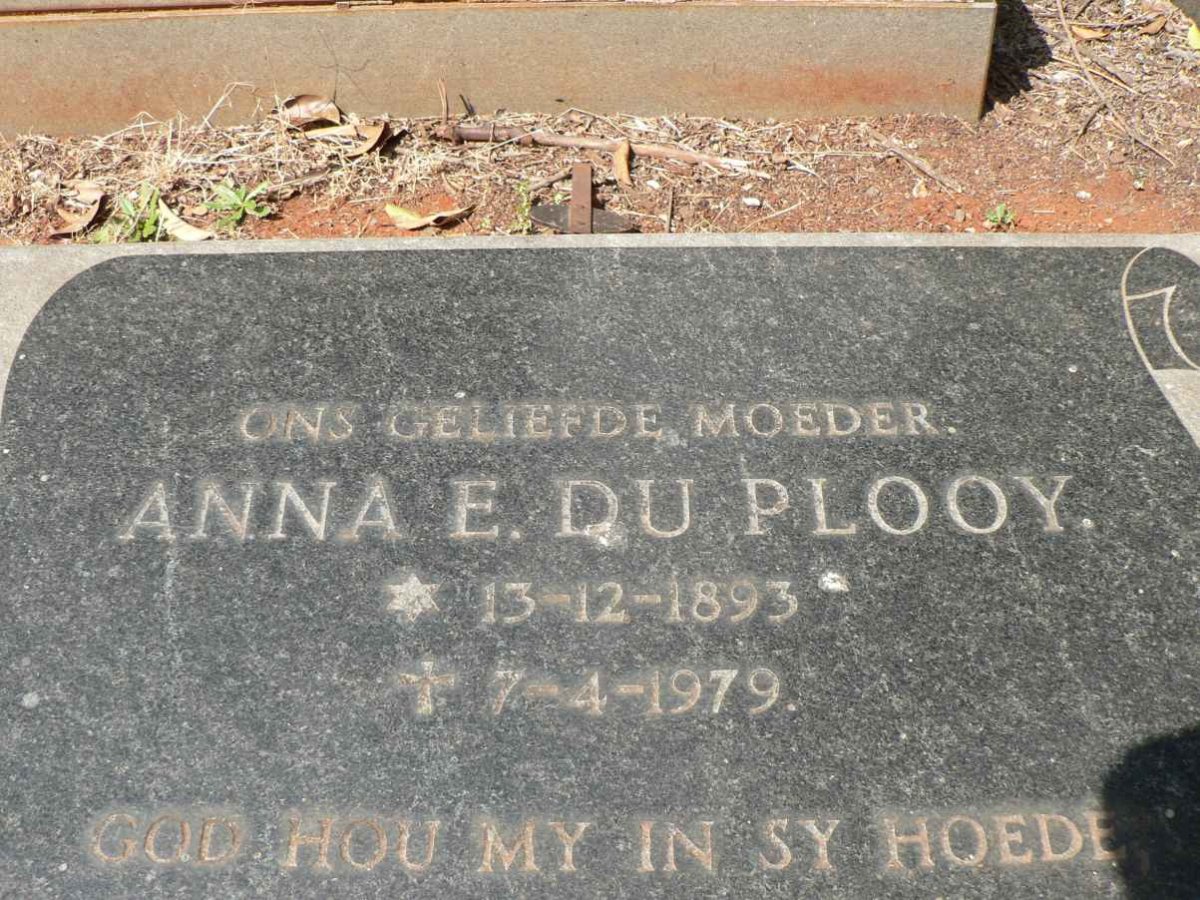 ONS GELIEFDE MOEDER.
ANNA E. DU PLOOY.
13-12-1893
7-4-1979.
GOD HOU MY IN SY HOEDE,